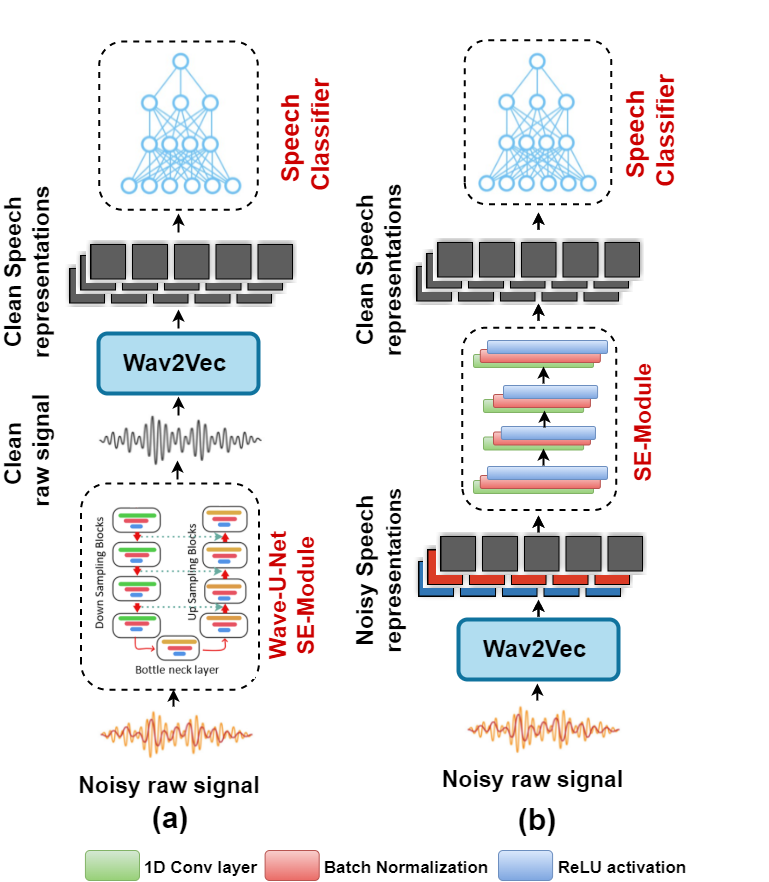 Speech
Classifier
Clean Speech
representations
Wav2Vec
Clean
raw signal
Down Sampling Blocks
Up Sampling Blocks
Bottle neck layer
Wave-U-Net
SE-Module
Noisy raw signal
(a)
Speech
Classifier
Clean Speech
representations
SE-Module
Noisy Speech
representations
Wav2Vec
Noisy raw signal
(b)
1D Conv layer
Batch Normalization
ReLU activation